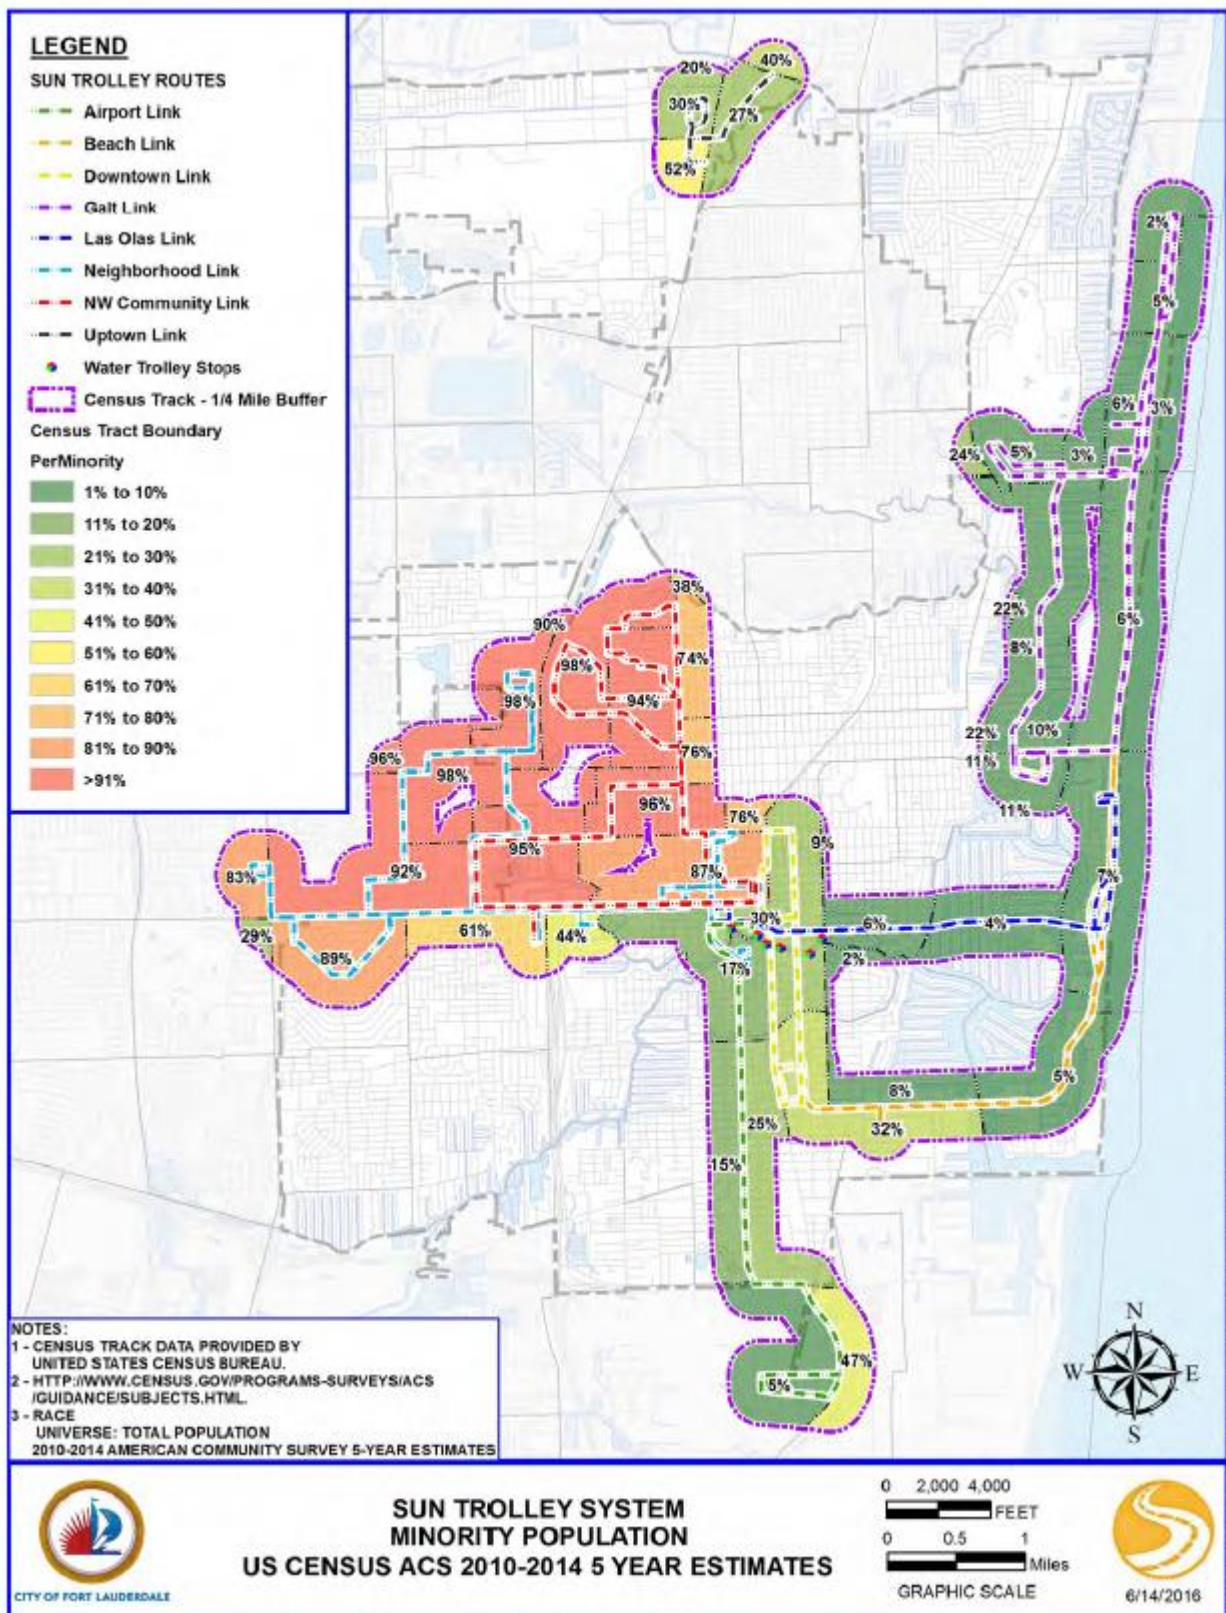 LEGEND
SUN TROLLEY ROUTES
Airport Link
Beach Link
Downtown Link
Galt Link
Las Olas Link
Neighborhood Link
NW Community Link
Uptown Link
Water Trolley Stops
Census Track - 1/4 Mile Buffer
Census Tract Boundary
PerMinority
1% to 10%
11% to 20%
21% to 30%
31% to 40%
41% to 50%
51% to 60%
61% to 70%
71% to 80%
81% to 90%
>91%
20%
40%
30%
27%
52%
2%
5%
6%
3%
24%
5%
3%
38%
22%
6%
90%
8%
98%
74%
98%
94%
22%
10%
96%
76%
11%
98%
96%
11%
76%
95%
9%
83%
92%
87%
7%
29%
61%
44%
30%
6%
4%
89%
17%
2%
5%
8%
25%
32%
15%
47%
5%
N
W
E
S
NOTES:
1 - CENSUS TRACK DATA PROVIDED BY
UNITED STATES CENSUS BUREAU.
2 - HTTP://WWW.CENSUS.GOV/PROGRAMS-SURVEYS/ACS
/GUIDANCE/SUBJECTS.HTML.
3 - RACE
UNIVERSE: TOTAL POPULATION
2010-2014 AMERICAN COMMUNITY SURVEY 5-YEAR ESTIMATES
CITY OF FORT LAUDERDALE
SUN TROLLEY SYSTEM
MINORITY POPULATION
US CENSUS ACS 2010-2014 5 YEAR ESTIMATES
0 2,000 4,000
FEET
0 0.5 1
Miles
GRAPHIC SCALE
6/14/2016